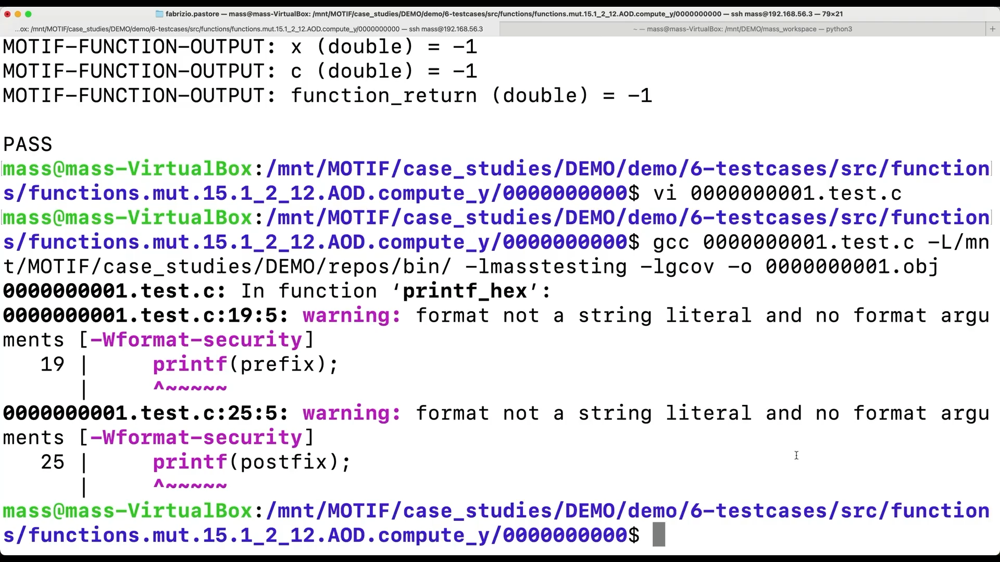 fabrizio.pastore — mass@mass-VirtualBox: /mnt/MOTIF/case_studies/DEMO/demo/6-testcases/src/functions/functions.mut.15.1_2_12.AOD.compute_y/0000000000 — ssh mass@192.168.56.3 — 79×21
...ox: /mnt/MOTIF/case_studies/DEMO/demo/6-testcases/src/functions/functions.mut.15.1_2_12.AOD.compute_y/0000000000 — ssh mass@192.168.56.3
~ — mass@mass-VirtualBox: /mnt/DEMO/mass_workspace — python3
+
MOTIF-FUNCTION-OUTPUT: x (double) = -1
MOTIF-FUNCTION-OUTPUT: c (double) = -1
MOTIF-FUNCTION-OUTPUT: function_return (double) = -1
PASS
mass@mass-VirtualBox:/mnt/MOTIF/case_studies/DEMO/demo/6-testcases/src/function
s/functions.mut.15.1_2_12.AOD.compute_y/0000000000$ vi 0000000001.test.c
mass@mass-VirtualBox:/mnt/MOTIF/case_studies/DEMO/demo/6-testcases/src/function
s/functions.mut.15.1_2_12.AOD.compute_y/0000000000$ gcc 0000000001.test.c -L/mn
t/MOTIF/case_studies/DEMO/repos/bin/ -lmasstesting -lgcov -o 0000000001.obj
0000000001.test.c: In function ‘printf_hex’:
0000000001.test.c:19:5: warning: format not a string literal and no format argu
ments [-Wformat-security]
19 | printf(prefix);
| ^~~~~~
0000000001.test.c:25:5: warning: format not a string literal and no format argu
ments [-Wformat-security]
25 | printf(postfix);
| ^~~~~~
mass@mass-VirtualBox:/mnt/MOTIF/case_studies/DEMO/demo/6-testcases/src/function
s/functions.mut.15.1_2_12.AOD.compute_y/0000000000$